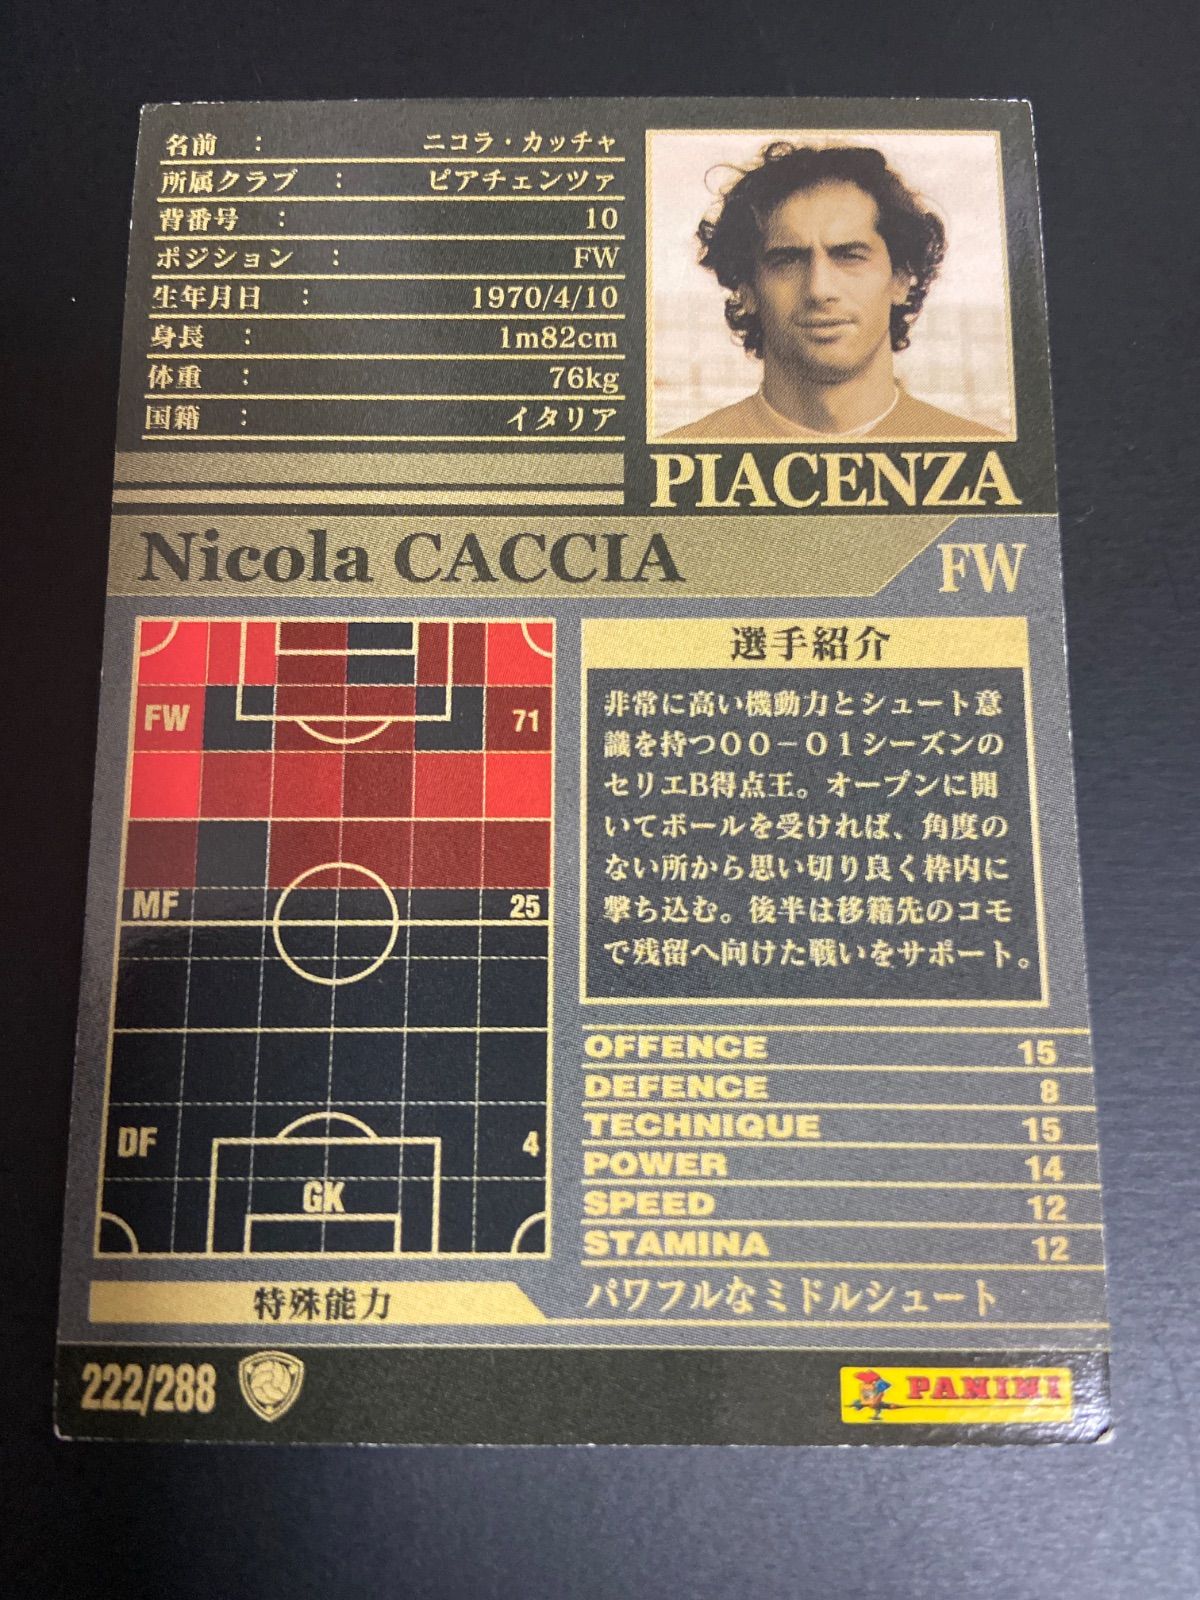 名前 : ニコラ・カッチャ
所属クラブ : ピアチェンツァ
背番号 : 10
ポジション : FW
生年月日 : 1970/4/10
身長 : 1m82cm
体重 : 76kg
国籍 : イタリア
PIACENZA
Nicola CACCIA FW
FW 71
MF 25
DF 4
GK
選手紹介
非常に高い機動力とシュート意
識を持つ00-01シーズンの
セリエB得点王。オープンに開
いてボールを受ければ、角度の
ない所から思い切り良く枠内に
撃ち込む。後半は移籍先のコモ
で残留へ向けた戦いをサポート。
OFFENCE 15
DEFENCE 8
TECHNIQUE 15
POWER 14
SPEED 12
STAMINA 12
特殊能力 パワフルなミドルシュート
222/288 PANINI